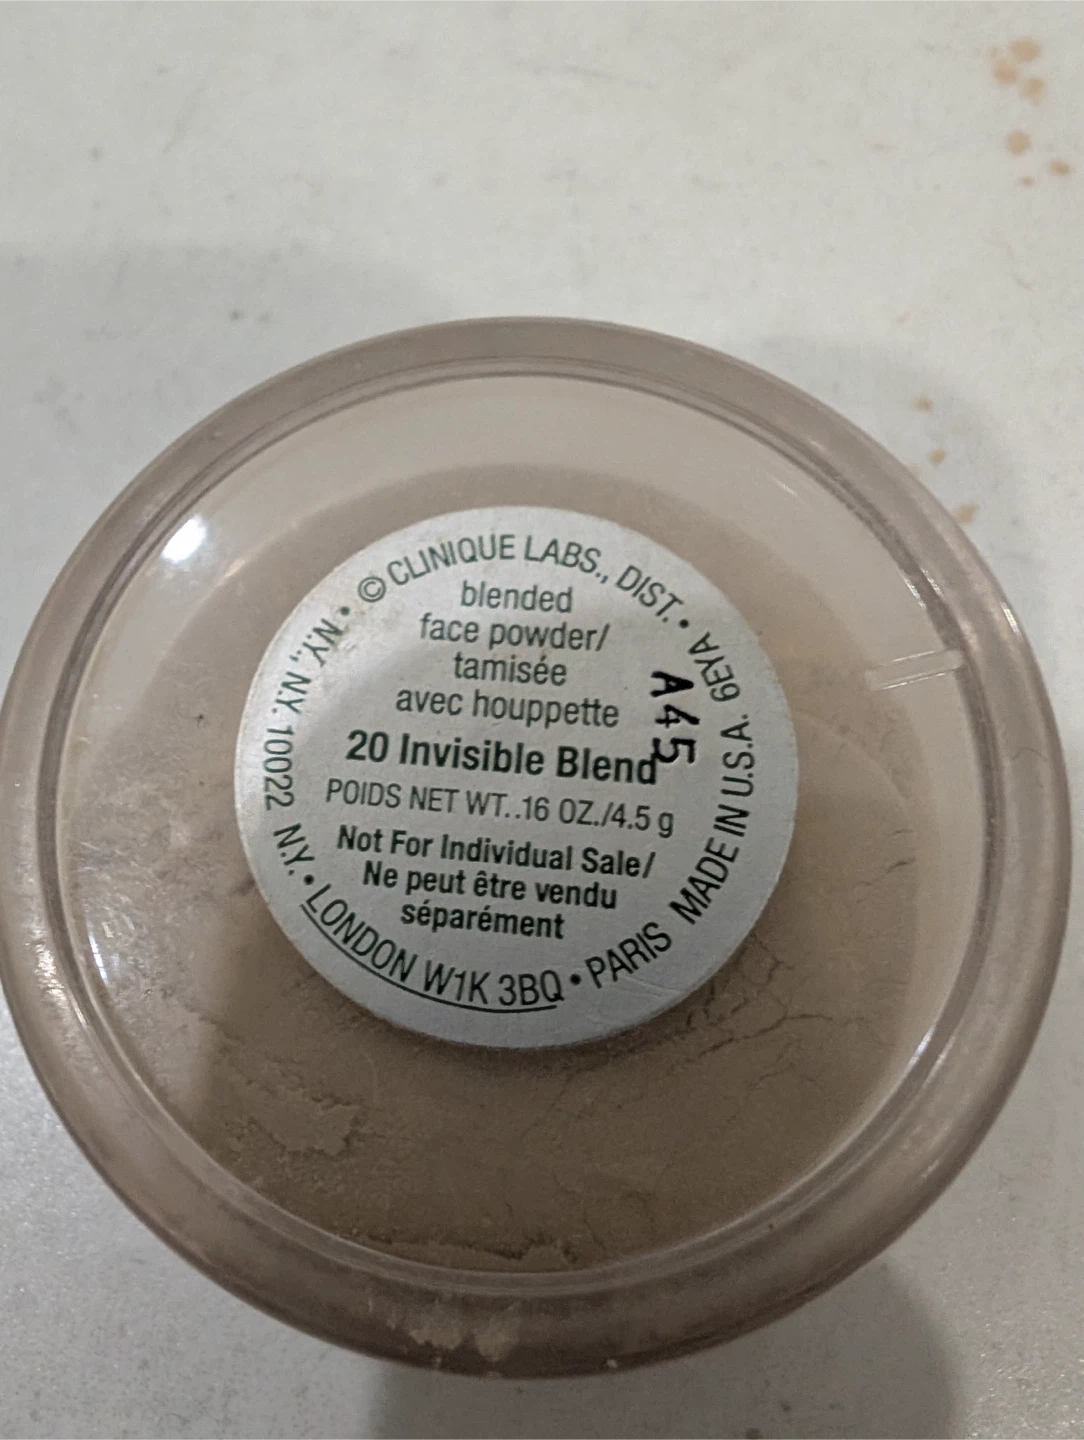 © CLINIQUE LABS., DIST. • N.Y., N.Y. 10022 N.Y. • LONDON W1K 3BQ • PARIS MADE IN U.S.A. 6EYA
blended
face powder/
tamisée
avec houppette
A45
20 Invisible Blend
POIDS NET WT..16 OZ./4.5 g
Not For Individual Sale/
Ne peut être vendu
séparément